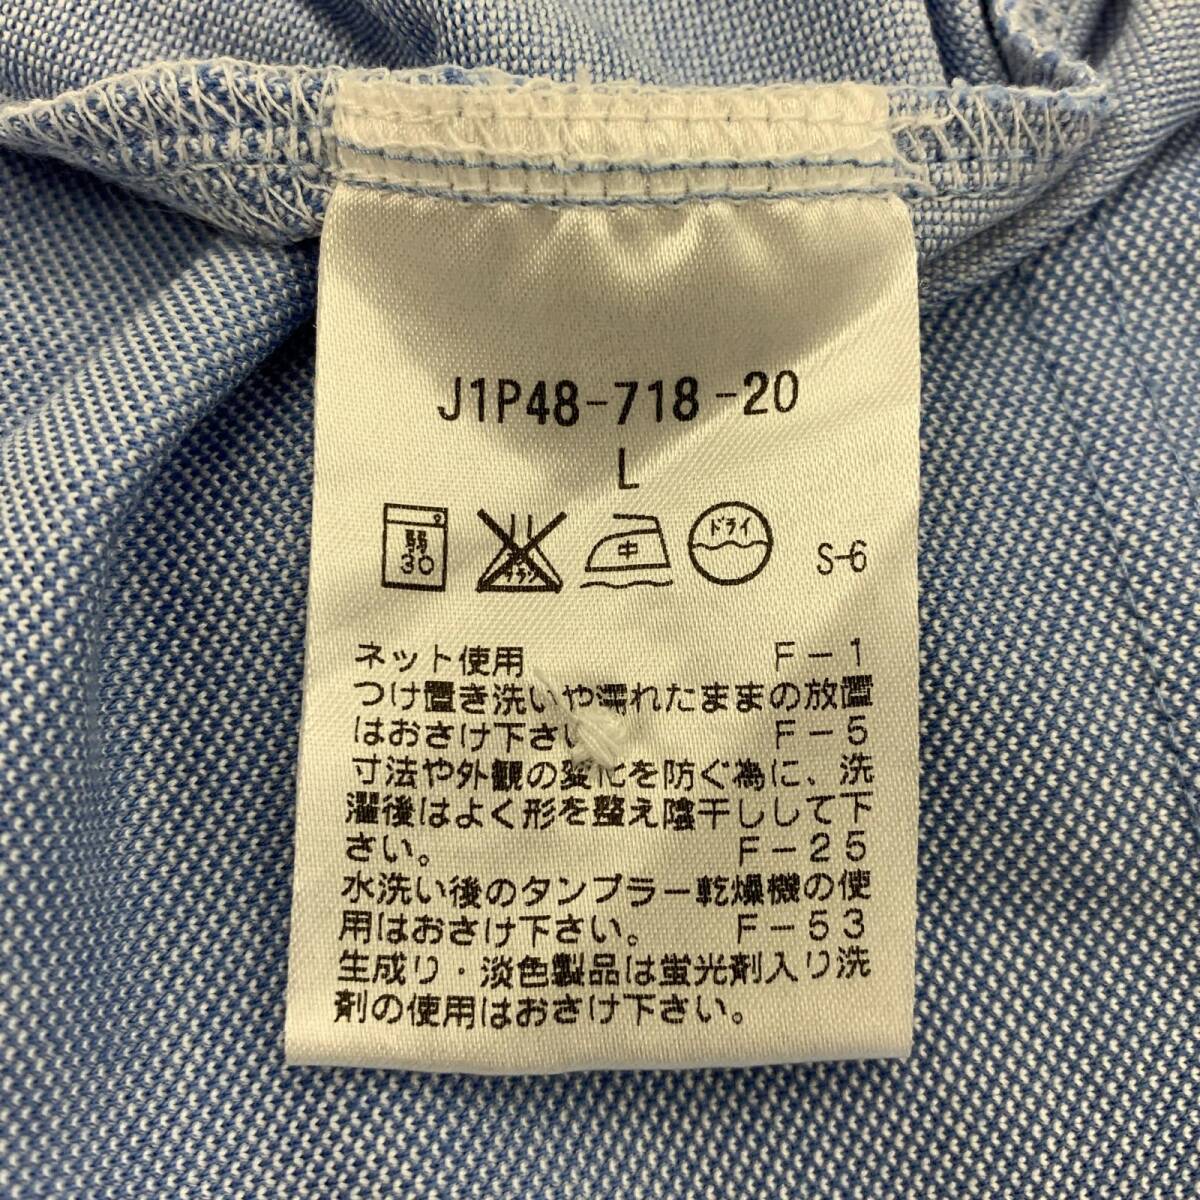 J1P48-718-20
L
弱 30 エンソサラシ 中 ドライ S-6
ネット使用 F-1
つけ置き洗いや濡れたままの放置
はおさけ下さい F-5
寸法や外観の変化を防ぐ為に、洗
濯後はよく形を整え陰干しして下
さい。 F-25
水洗い後のタンブラー乾燥機の使
用はおさけ下さい。 F-53
生成り・淡色製品は蛍光剤入り洗
剤の使用はおさけ下さい。